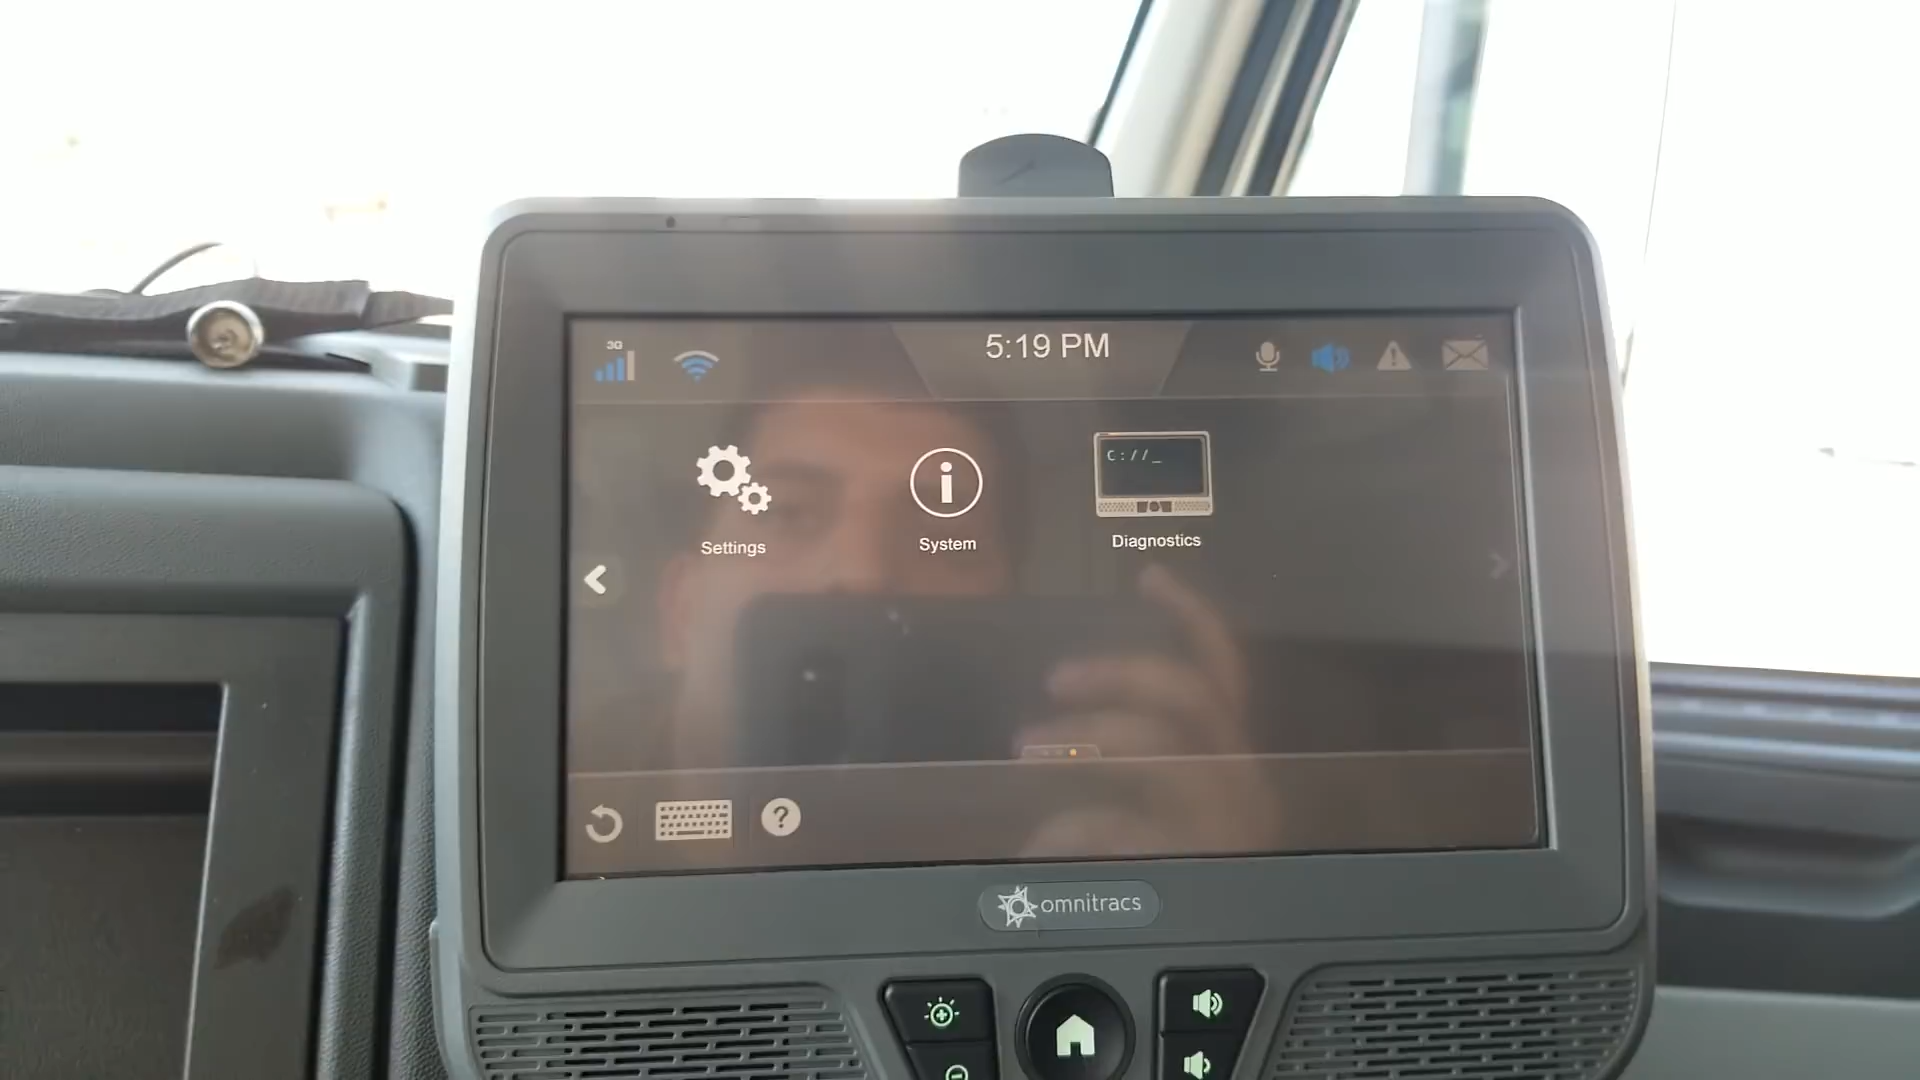 3G
5:19 PM
C://_
Settings
System
Diagnostics
?
omnitracs